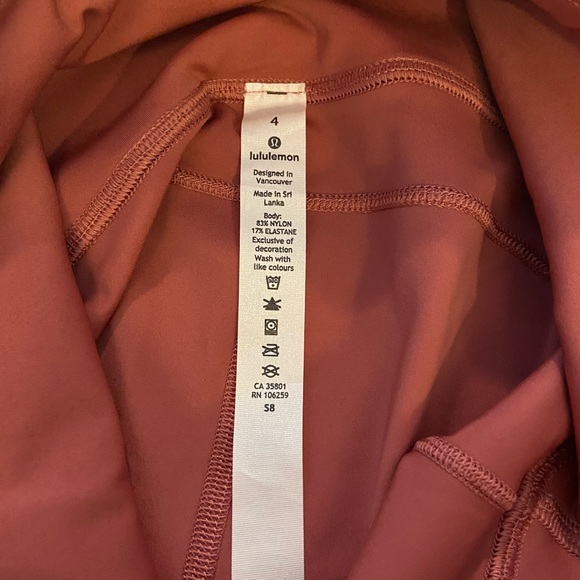 4
lululemon
Designed in
Vancouver
Made in Sri
Lanka
Body:
83% NYLON
17% ELASTANE
Exclusive of
decoration
Wash with
like colours
CA 35801
RN 106259
S8